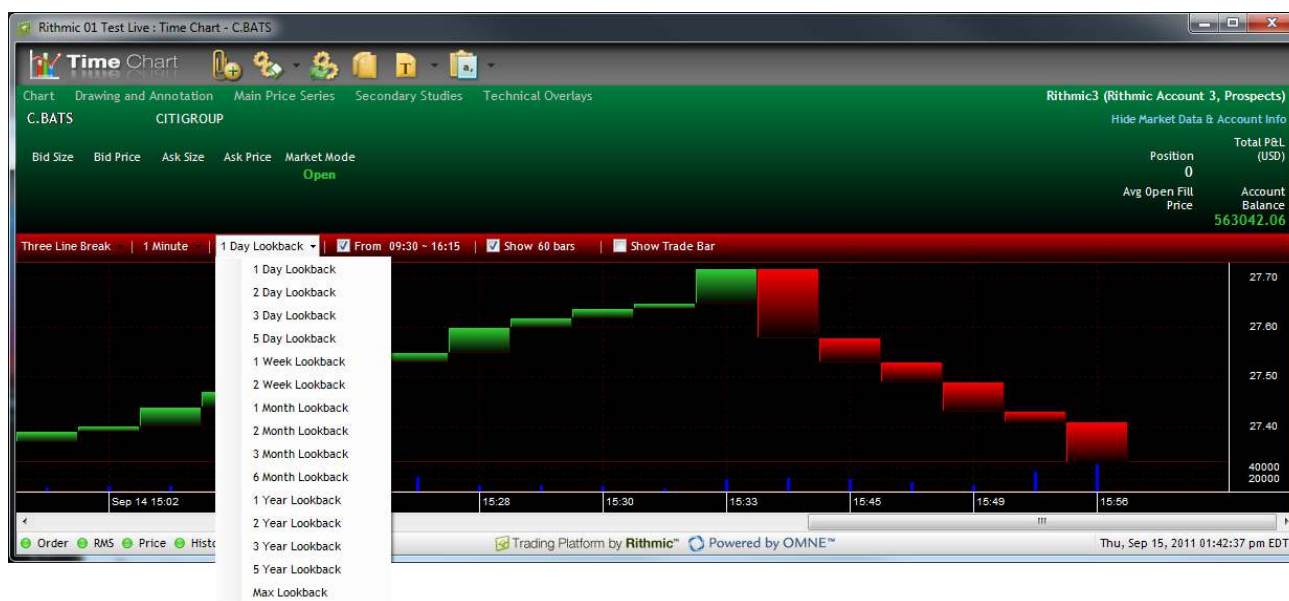 Rithmic 01 Test Live : Time Chart - C.BATS
Time Chart
Chart Drawing and Annotation Main Price Series Secondary Studies Technical Overlays Rithmic3 (Rithmic Account 3, Prospects)
C.BATS CITIGROUP Hide Market Data & Account Info
Bid Size Bid Price Ask Size Ask Price Market Mode
Open
Position
0
Total P&L
(USD)
Avg Open Fill
Price
Account
Balance
563042.06
Three Line Break | 1 Minute | 1 Day Lookback | From 09:30 ~ 16:15 | Show 60 bars | Show Trade Bar
1 Day Lookback
2 Day Lookback
3 Day Lookback
5 Day Lookback
1 Week Lookback
2 Week Lookback
1 Month Lookback
2 Month Lookback
3 Month Lookback
6 Month Lookback
1 Year Lookback
2 Year Lookback
3 Year Lookback
5 Year Lookback
Max Lookback
27.70
27.60
27.50
27.40
40000
20000
Sep 14 15:02 15:28 15:30 15:33 15:45 15:49 15:56
Order RMS Price Trading Platform by Rithmic™ Powered by OMNE™ Thu, Sep 15, 2011 01:42:37 pm EDT